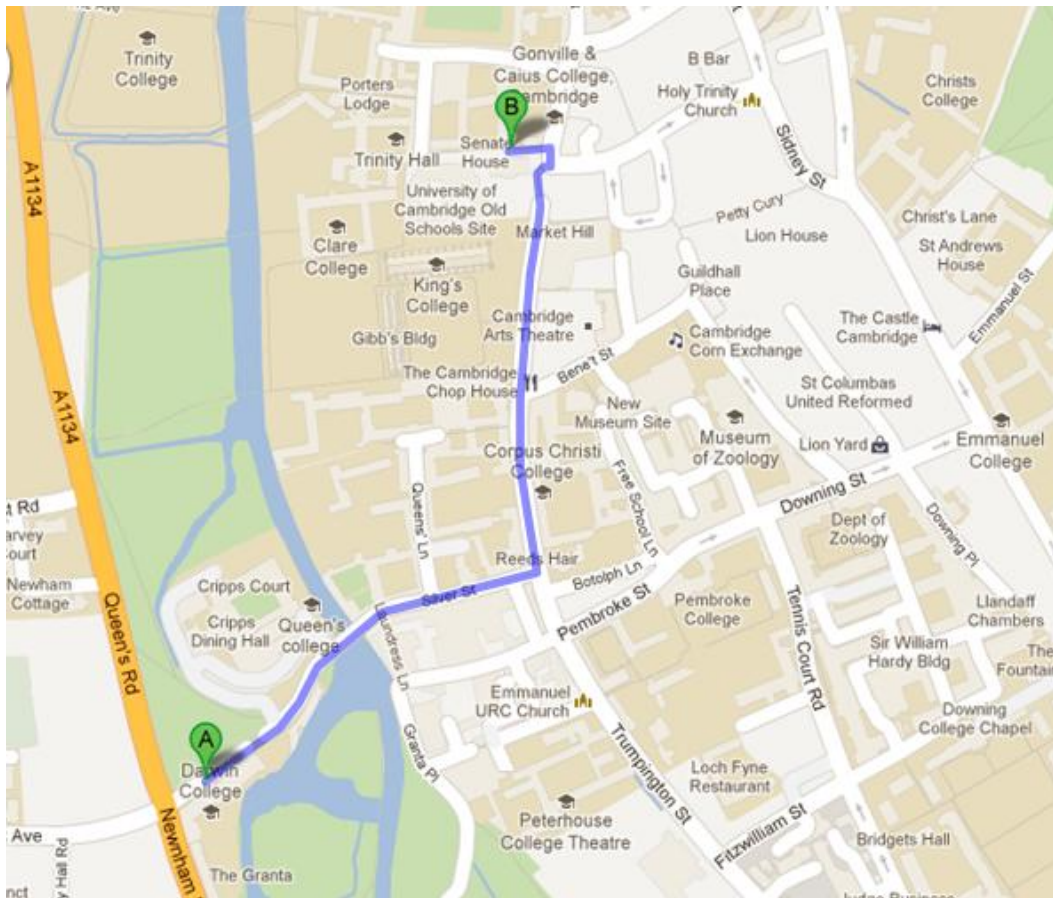 Trinity
College
Porters
Lodge
Gonville &
Caius College,
Cambridge
B
B Bar
Holy Trinity
Church
Christs
College
Trinity Hall
Senate
House
Sidney St
A1134
University of
Cambridge Old
Schools Site
Petty Cury
Lion House
Christ's Lane
St Andrews
House
Clare
College
Market Hill
King's
College
Guildhall
Place
Emmanuel St
Gibb's Bldg
Cambridge
Arts Theatre
Cambridge
Corn Exchange
The Castle
Cambridge
The Cambridge
Chop House
Bene't St
St Columbas
United Reformed
A1134
New
Museum Site
Museum
of Zoology
Lion Yard
Emmanuel
College
Corpus Christi
College
Queens' Ln
Free School Ln
Downing St
Rd
Dept of
Zoology
Downing Pl
Newham
Cottage
Reeds Hair
Botolph Ln
Cripps Court
Silver St
Pembroke St
Pembroke
College
Llandaff
Chambers
Queen's Rd
Cripps
Dining Hall
Queen's
college
Laundress Ln
Tennis Court Rd
Sir William
Hardy Bldg
The
Fountain
Emmanuel
URC Church
Downing
College Chapel
A
Darwin
College
Granta Pl
Trumpington St
Loch Fyne
Restaurant
Ave
Newnham
Peterhouse
College Theatre
Fitzwilliam St
Bridgets Hall
y Hall Rd
The Granta